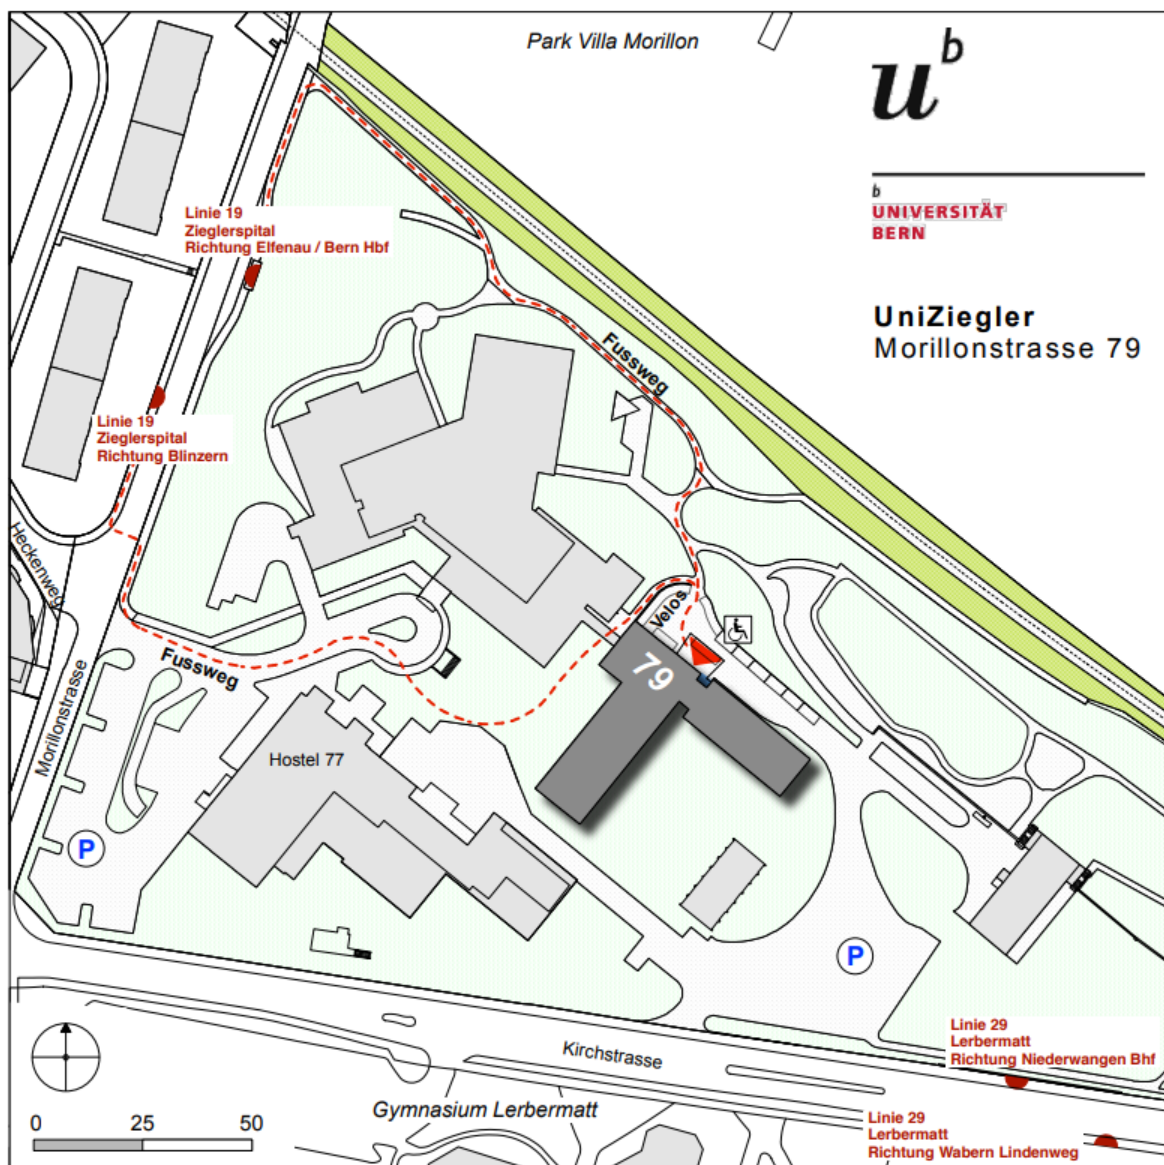 Park Villa Morillon
u
b
b
UNIVERSITÄT
BERN
UniZiegler
Morillonstrasse 79
Linie 19
Zieglerspital
Richtung Elfenau / Bern Hbf
Fussweg
Linie 19
Zieglerspital
Richtung Blinzern
Heckenweg
Velos
79
Fussweg
Morillonstrasse
Hostel 77
P
P
Linie 29
Lerbermatt
Richtung Niederwangen Bhf
Kirchstrasse
Gymnasium Lerbermatt
0 25 50
Linie 29
Lerbermatt
Richtung Wabern Lindenweg